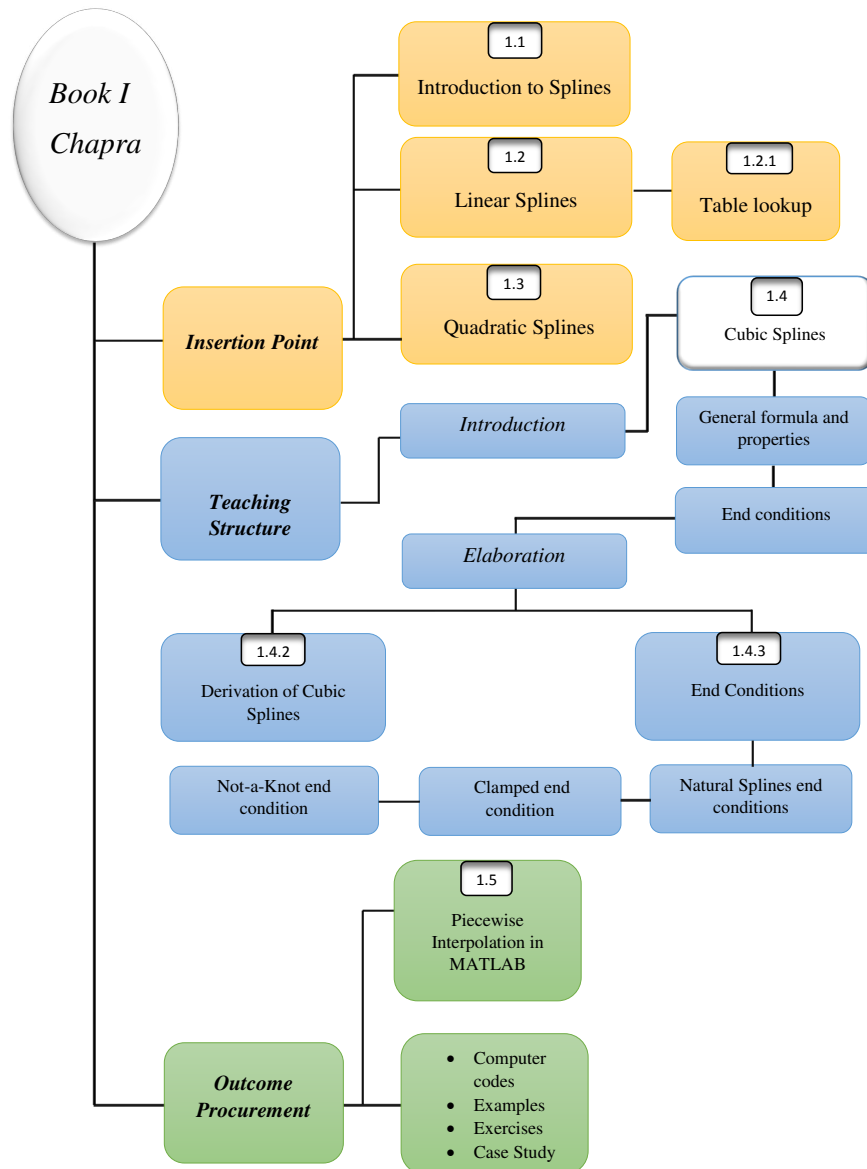 Book I
Chapra
1.1
Introduction to Splines
1.2
Linear Splines
1.2.1
Table lookup
1.3
Quadratic Splines
Insertion Point
1.4
Cubic Splines
Introduction
General formula and
properties
Teaching
Structure
End conditions
Elaboration
1.4.2
Derivation of Cubic
Splines
1.4.3
End Conditions
Not-a-Knot end
condition
Clamped end
condition
Natural Splines end
conditions
1.5
Piecewise
Interpolation in
MATLAB
Outcome
Procurement
• Computer
codes
• Examples
• Exercises
• Case Study